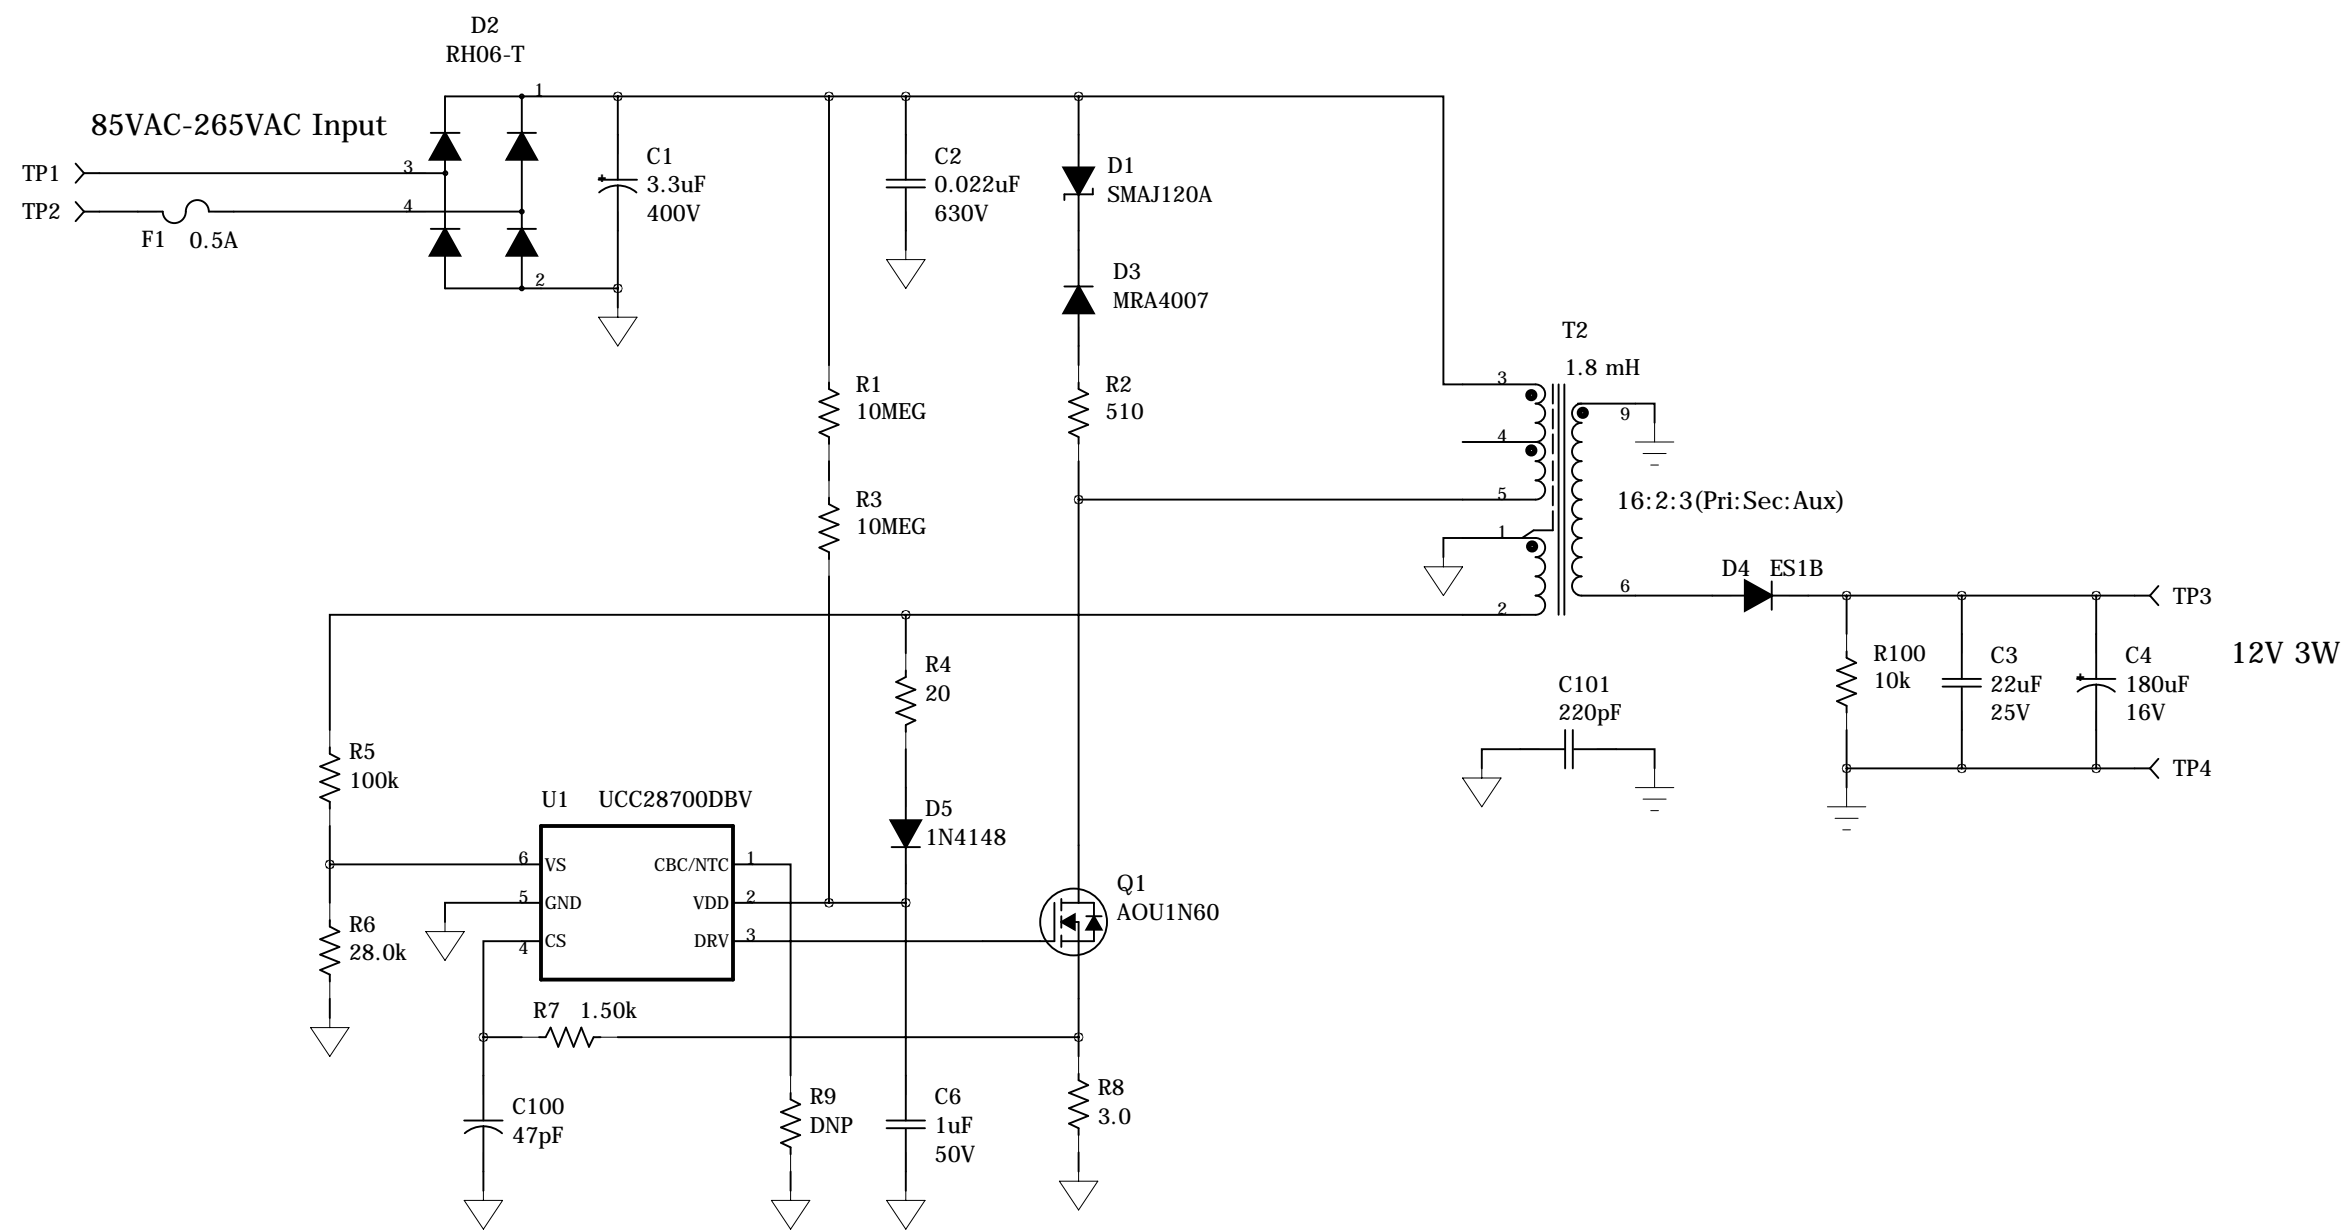 D2
RH06-T
85VAC-265VAC Input
TP1
TP2
F1 0.5A
3
4
1
2
C1
3.3uF
400V
C2
0.022uF
630V
D1
SMAJ120A
D3
MRA4007
R1
10MEG
R2
510
R3
10MEG
T2
1.8 mH
3
4
5
1
2
9
6
16:2:3(Pri:Sec:Aux)
D4 ES1B
TP3
12V 3W
R100
10k
C3
22uF
25V
C4
180uF
16V
TP4
C101
220pF
R4
20
R5
100k
D5
1N4148
U1 UCC28700DBV
6 VS
5 GND
4 CS
CBC/NTC 1
VDD 2
DRV 3
Q1
AOU1N60
R6
28.0k
R7 1.50k
C100
47pF
R9
DNP
C6
1uF
50V
R8
3.0